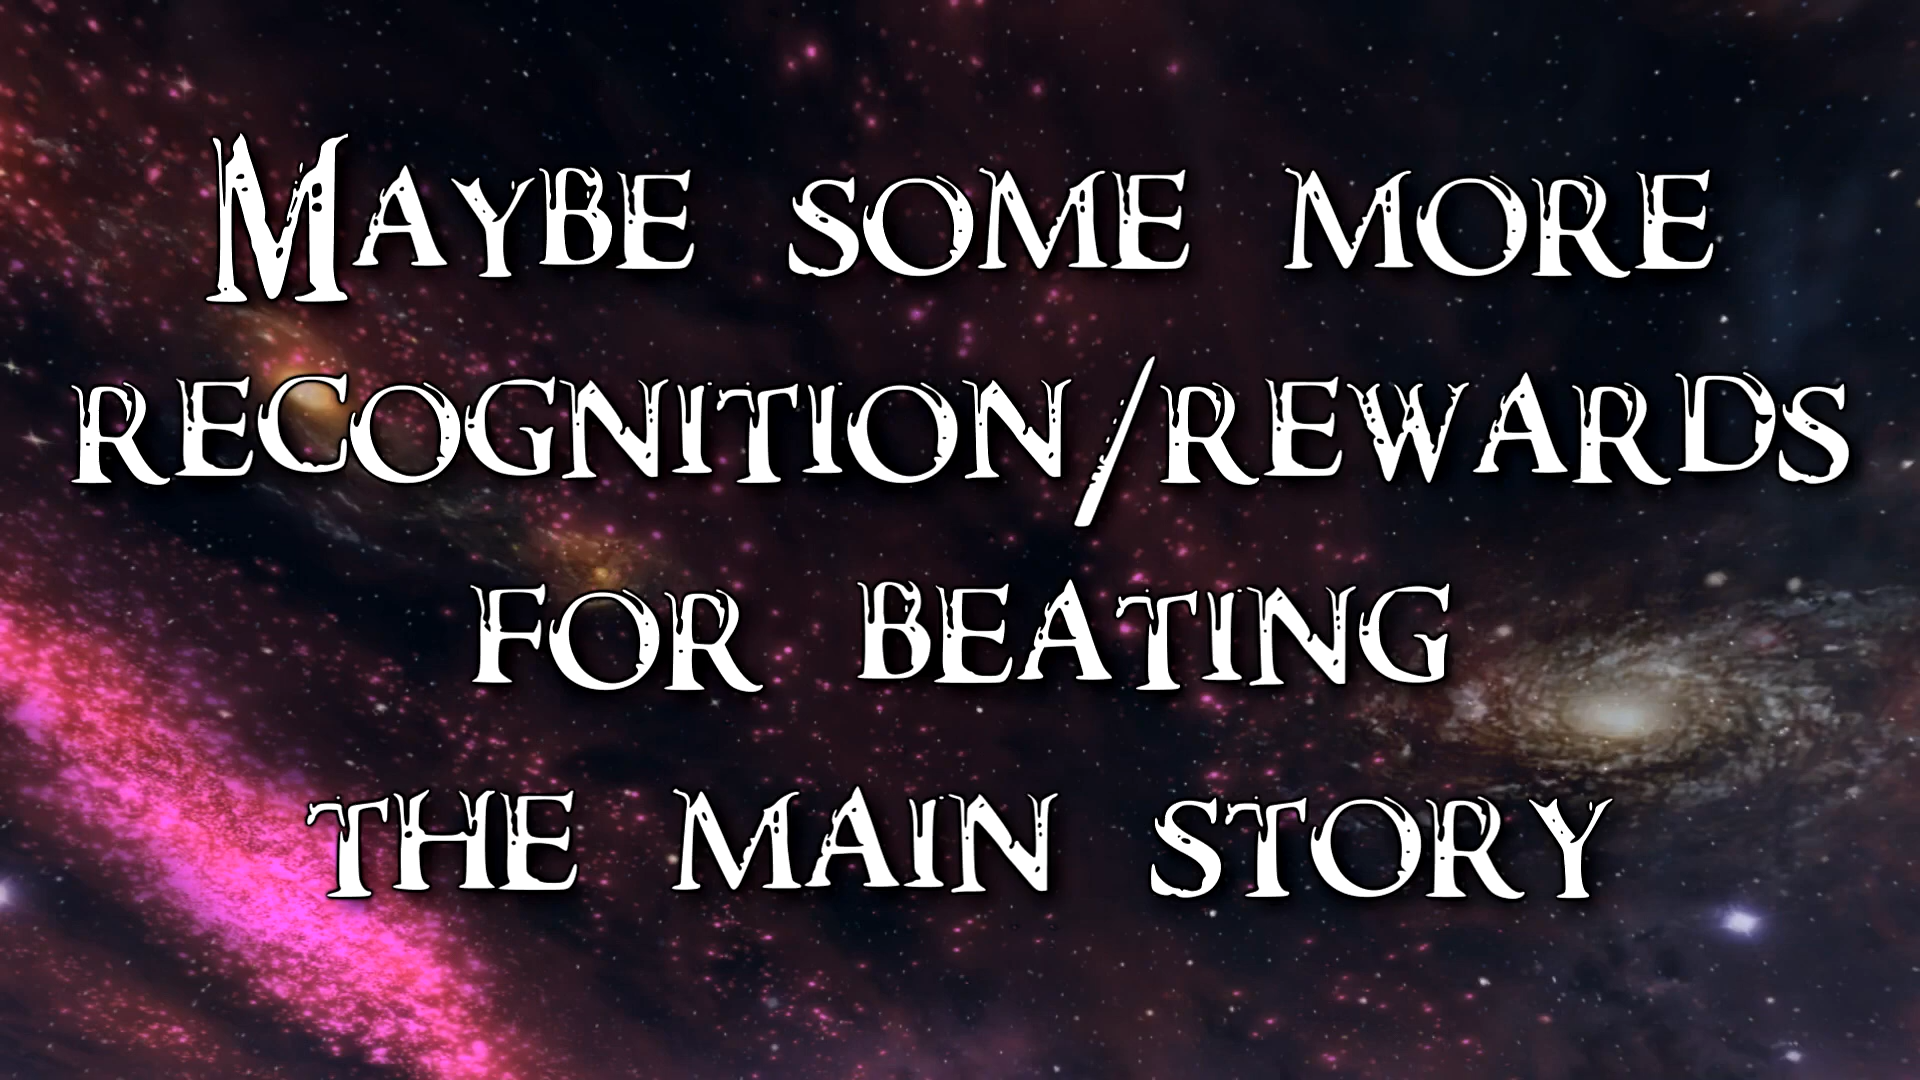 Maybe some more
recognition/rewards
for beating
the main story